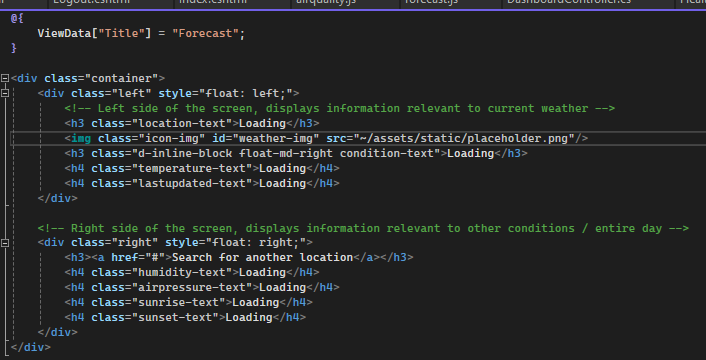 Logout.cshtml    Index.cshtml    airquality.js    forecast.js    DashboardController.cs
@{
    ViewData["Title"] = "Forecast";
}
<div class="container">
    <div class="left" style="float: left;">
        <!-- Left side of the screen, displays information relevant to current weather -->
        <h3 class="location-text">Loading</h3>
        <img class="icon-img" id="weather-img" src="~/assets/static/placeholder.png"/>
        <h3 class="d-inline-block float-md-right condition-text">Loading</h3>
        <h4 class="temperature-text">Loading</h4>
        <h4 class="lastupdated-text">Loading</h4>
    </div>
    <!-- Right side of the screen, displays information relevant to other conditions / entire day -->
    <div class="right" style="float: right;">
        <h3><a href="#">Search for another location</a></h3>
        <h4 class="humidity-text">Loading</h4>
        <h4 class="airpressure-text">Loading</h4>
        <h4 class="sunrise-text">Loading</h4>
        <h4 class="sunset-text">Loading</h4>
    </div>
</div>